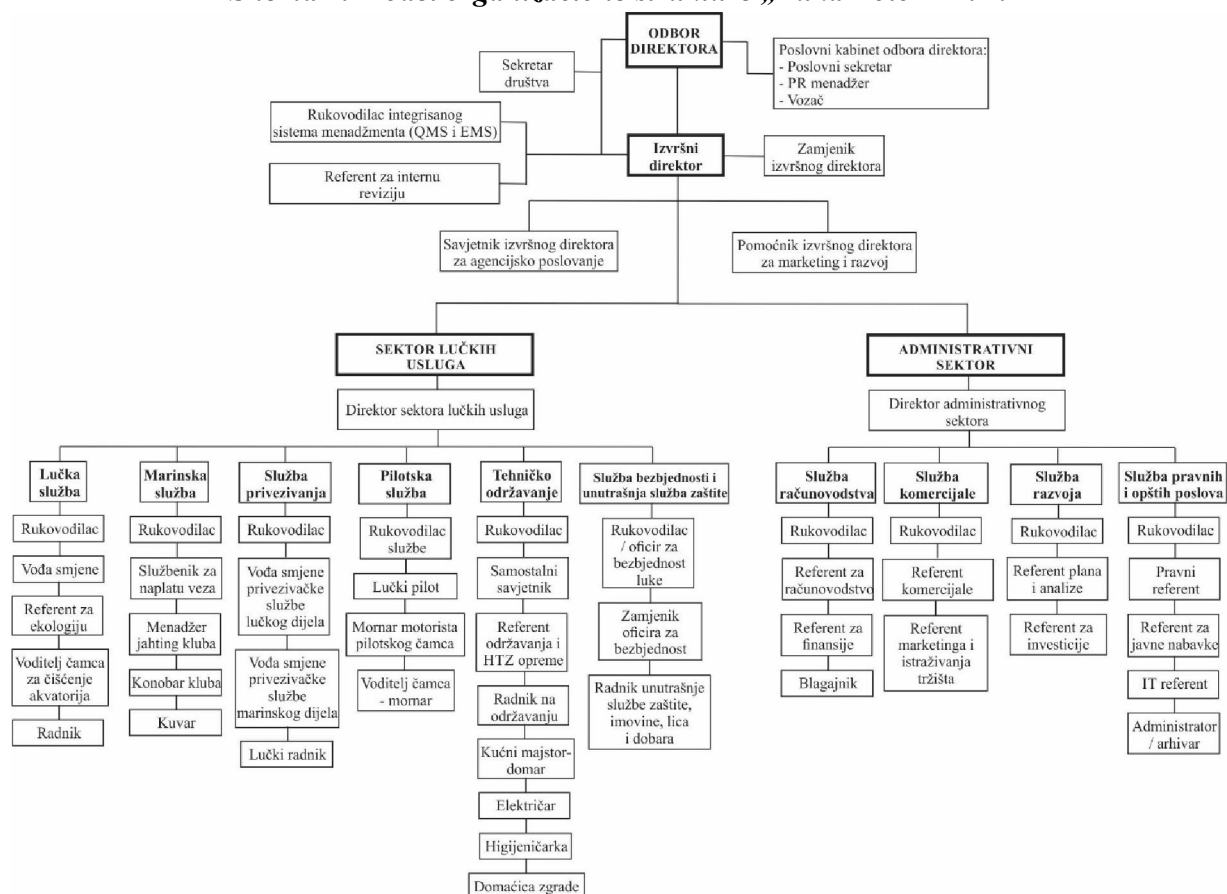 ODBOR
DIREKTORA
Poslovni kabinet odbora direktora:
- Poslovni sekretar
- PR menadžer
- Vozač
Sekretar
društva
Rukovodilac integrisanog
sistema menadžmenta (QMS i EMS)
Izvršni
direktor
Zamjenik
izvršnog direktora
Referent za internu
reviziju
Savjetnik izvršnog direktora
za agencijsko poslovanje
Pomoćnik izvršnog direktora
za marketing i razvoj
SEKTOR LUČKIH
USLUGA
ADMINISTRATIVNI
SEKTOR
Direktor sektora lučkih usluga
Direktor administrativnog
sektora
Lučka
služba
Rukovodilac
Vođa smjene
Referent za
ekologiju
Voditelj čamca
za čišćenje
akvatorija
Radnik
Marinska
služba
Rukovodilac
Službenik za
naplatu veza
Menadžer
jahting kluba
Konobar kluba
Kuvar
Služba
privezivanja
Rukovodilac
Vođa smjene
privezivačke
službe
lučkog dijela
Vođa smjene
privezivačke
službe
marinskog dijela
Lučki radnik
Pilotska
služba
Rukovodilac
službe
Lučki pilot
Mornar motorista
pilotskog čamca
Voditelj čamca
- mornar
Tehničko
održavanje
Rukovodilac
Samostalni
savjetnik
Referent
održavanja i
HTZ opreme
Radnik na
održavanju
Kućni majstor-
domar
Električar
Higijeničarka
Domaćica zgrade
Služba bezbjednosti i
unutrašnja služba zaštite
Rukovodilac
/ oficir za
bezbjednost
luke
Zamjenik
oficira za
bezbjednost
Radnik unutrašnje
službe zaštite,
imovine, lica
i dobara
Služba
računovodstva
Rukovodilac
Referent za
računovodstvo
Referent za
finansije
Blagajnik
Služba
komercijale
Rukovodilac
Referent
komercijale
Referent
marketinga i
istraživanja
tržišta
Služba
razvoja
Rukovodilac
Referent plana
i analize
Referent za
investicije
Služba pravnih
i opštih poslova
Rukovodilac
Pravni
referent
Referent za
javne nabavke
IT referent
Administrator
/ arhivar